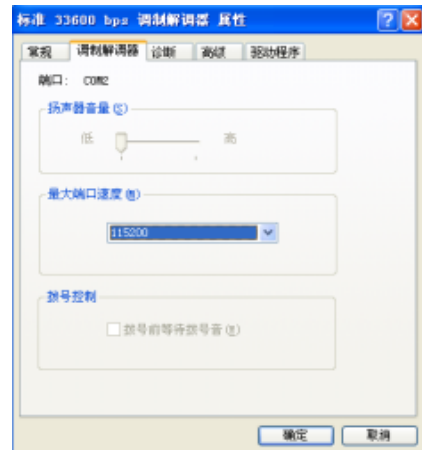 标准 33600 bps 调制解调器 属性
常规 调制解调器 诊断 高级 驱动程序
端口: COM2
扬声器音量(S)
低 高
最大端口速度(M)
115200
拨号控制
拨号前等待拨号音(E)
确定 取消